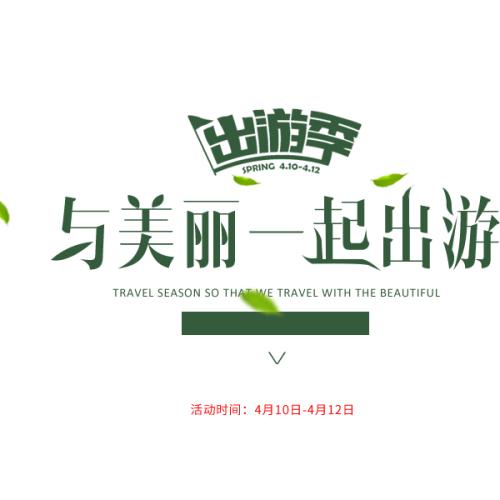 出游季
SPRING 4.10-4.12
与美丽一起出游
TRAVEL SEASON SO THAT WE TRAVEL WITH THE BEAUTIFUL
活动时间：4月10日-4月12日